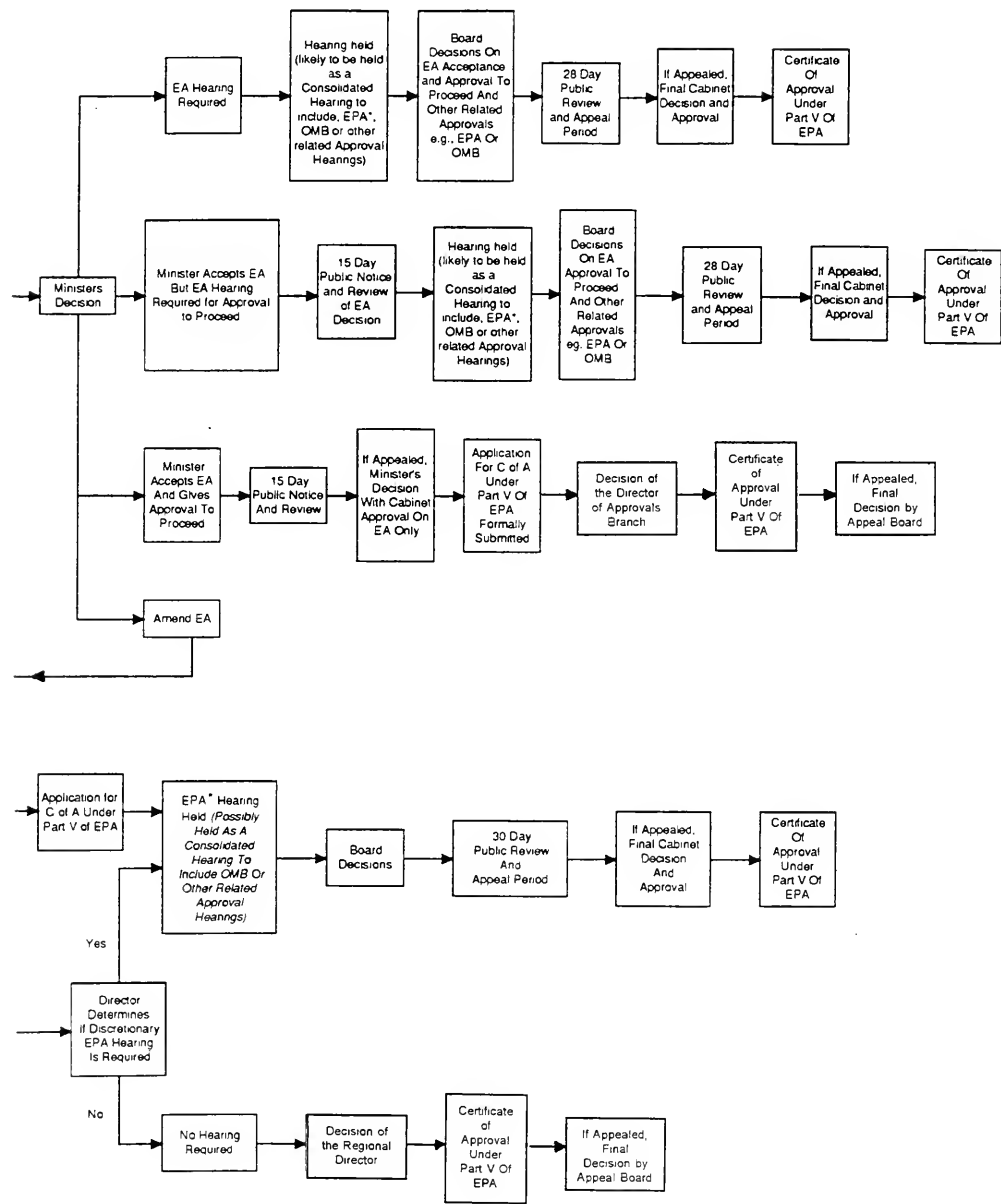 EA Hearing
Required
Hearing held
(likely to be held
as a
Consolidated
Hearing to
include, EPA*,
OMB or other
related Approval
Hearings)
Board
Decisions On
EA Acceptance
and Approval To
Proceed And
Other Related
Approvals
e.g., EPA Or
OMB
28 Day
Public
Review
and Appeal
Period
If Appealed,
Final Cabinet
Decision and
Approval
Certificate
Of
Approval
Under
Part V Of
EPA
Ministers
Decision
Minister Accepts EA
But EA Hearing
Required for Approval
to Proceed
15 Day
Public Notice
and Review
of EA
Decision
Hearing held
(likely to be held
as a
Consolidated
Hearing to
include, EPA*,
OMB or other
related Approval
Hearings)
Board
Decisions
On EA
Approval To
Proceed
And Other
Related
Approvals
eg. EPA Or
OMB
28 Day
Public
Review
and Appeal
Period
If Appealed,
Final Cabinet
Decision and
Approval
Certificate
Of
Approval
Under
Part V Of
EPA
Minister
Accepts EA
And Gives
Approval To
Proceed
15 Day
Public Notice
And Review
If Appealed,
Minister's
Decision
With Cabinet
Approval On
EA Only
Application
For C of A
Under
Part V Of
EPA
Formally
Submitted
Decision of
the Director
of Approvals
Branch
Certificate
of
Approval
Under
Part V Of
EPA
If Appealed,
Final
Decision by
Appeal Board
Amend EA
Application for
C of A Under
Part V of EPA
EPA* Hearing
Held (Possibly
Held As A
Consolidated
Hearing To
Include OMB Or
Other Related
Approval
Hearings)
Board
Decisions
30 Day
Public Review
And
Appeal Period
If Appealed,
Final Cabinet
Decision
And
Approval
Certificate
Of
Approval
Under
Part V Of
EPA
Yes
Director
Determines
if Discretionary
EPA Hearing
Is Required
No
No Hearing
Required
Decision of
the Regional
Director
Certificate
of
Approval
Under
Part V Of
EPA
If Appealed,
Final
Decision by
Appeal Board